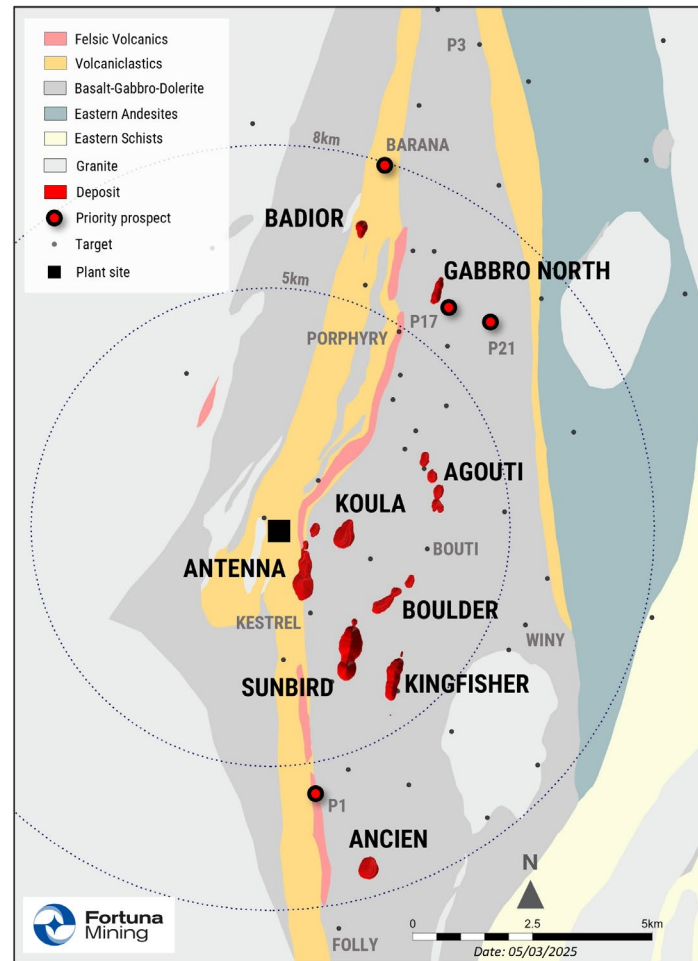 Felsic Volcanics
Volcaniclastics
Basalt-Gabbro-Dolerite
Eastern Andesites
Eastern Schists
Granite
Deposit
Priority prospect
Target
Plant site
P3
8km
BARANA
BADIOR
GABBRO NORTH
5km
P17
PORPHYRY
P21
AGOUTI
KOULA
BOUTI
ANTENNA
BOULDER
KESTREL
WINY
SUNBIRD
KINGFISHER
P1
ANCIEN
N
Fortuna
Mining
FOLLY
0 2.5 5km
Date: 05/03/2025